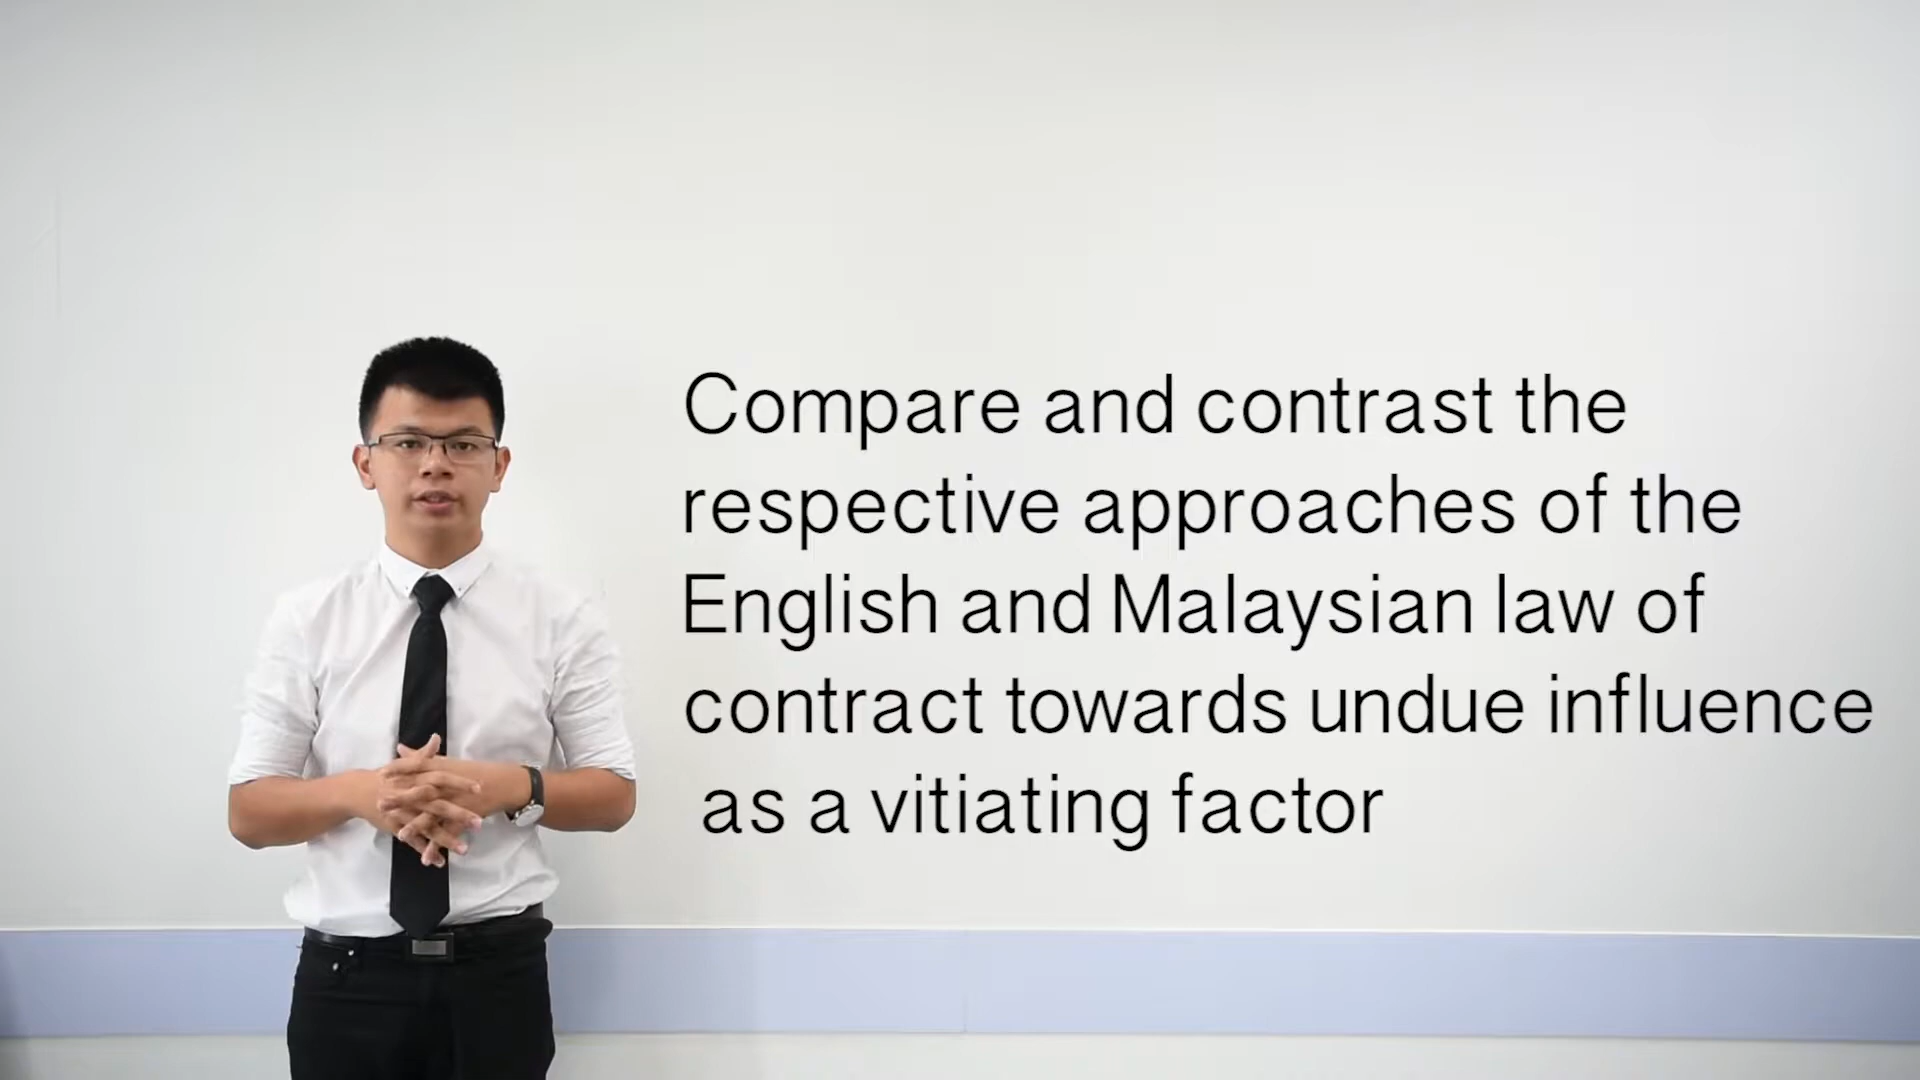 Compare and contrast the
respective approaches of the
English and Malaysian law of
contract towards undue influence
as a vitiating factor